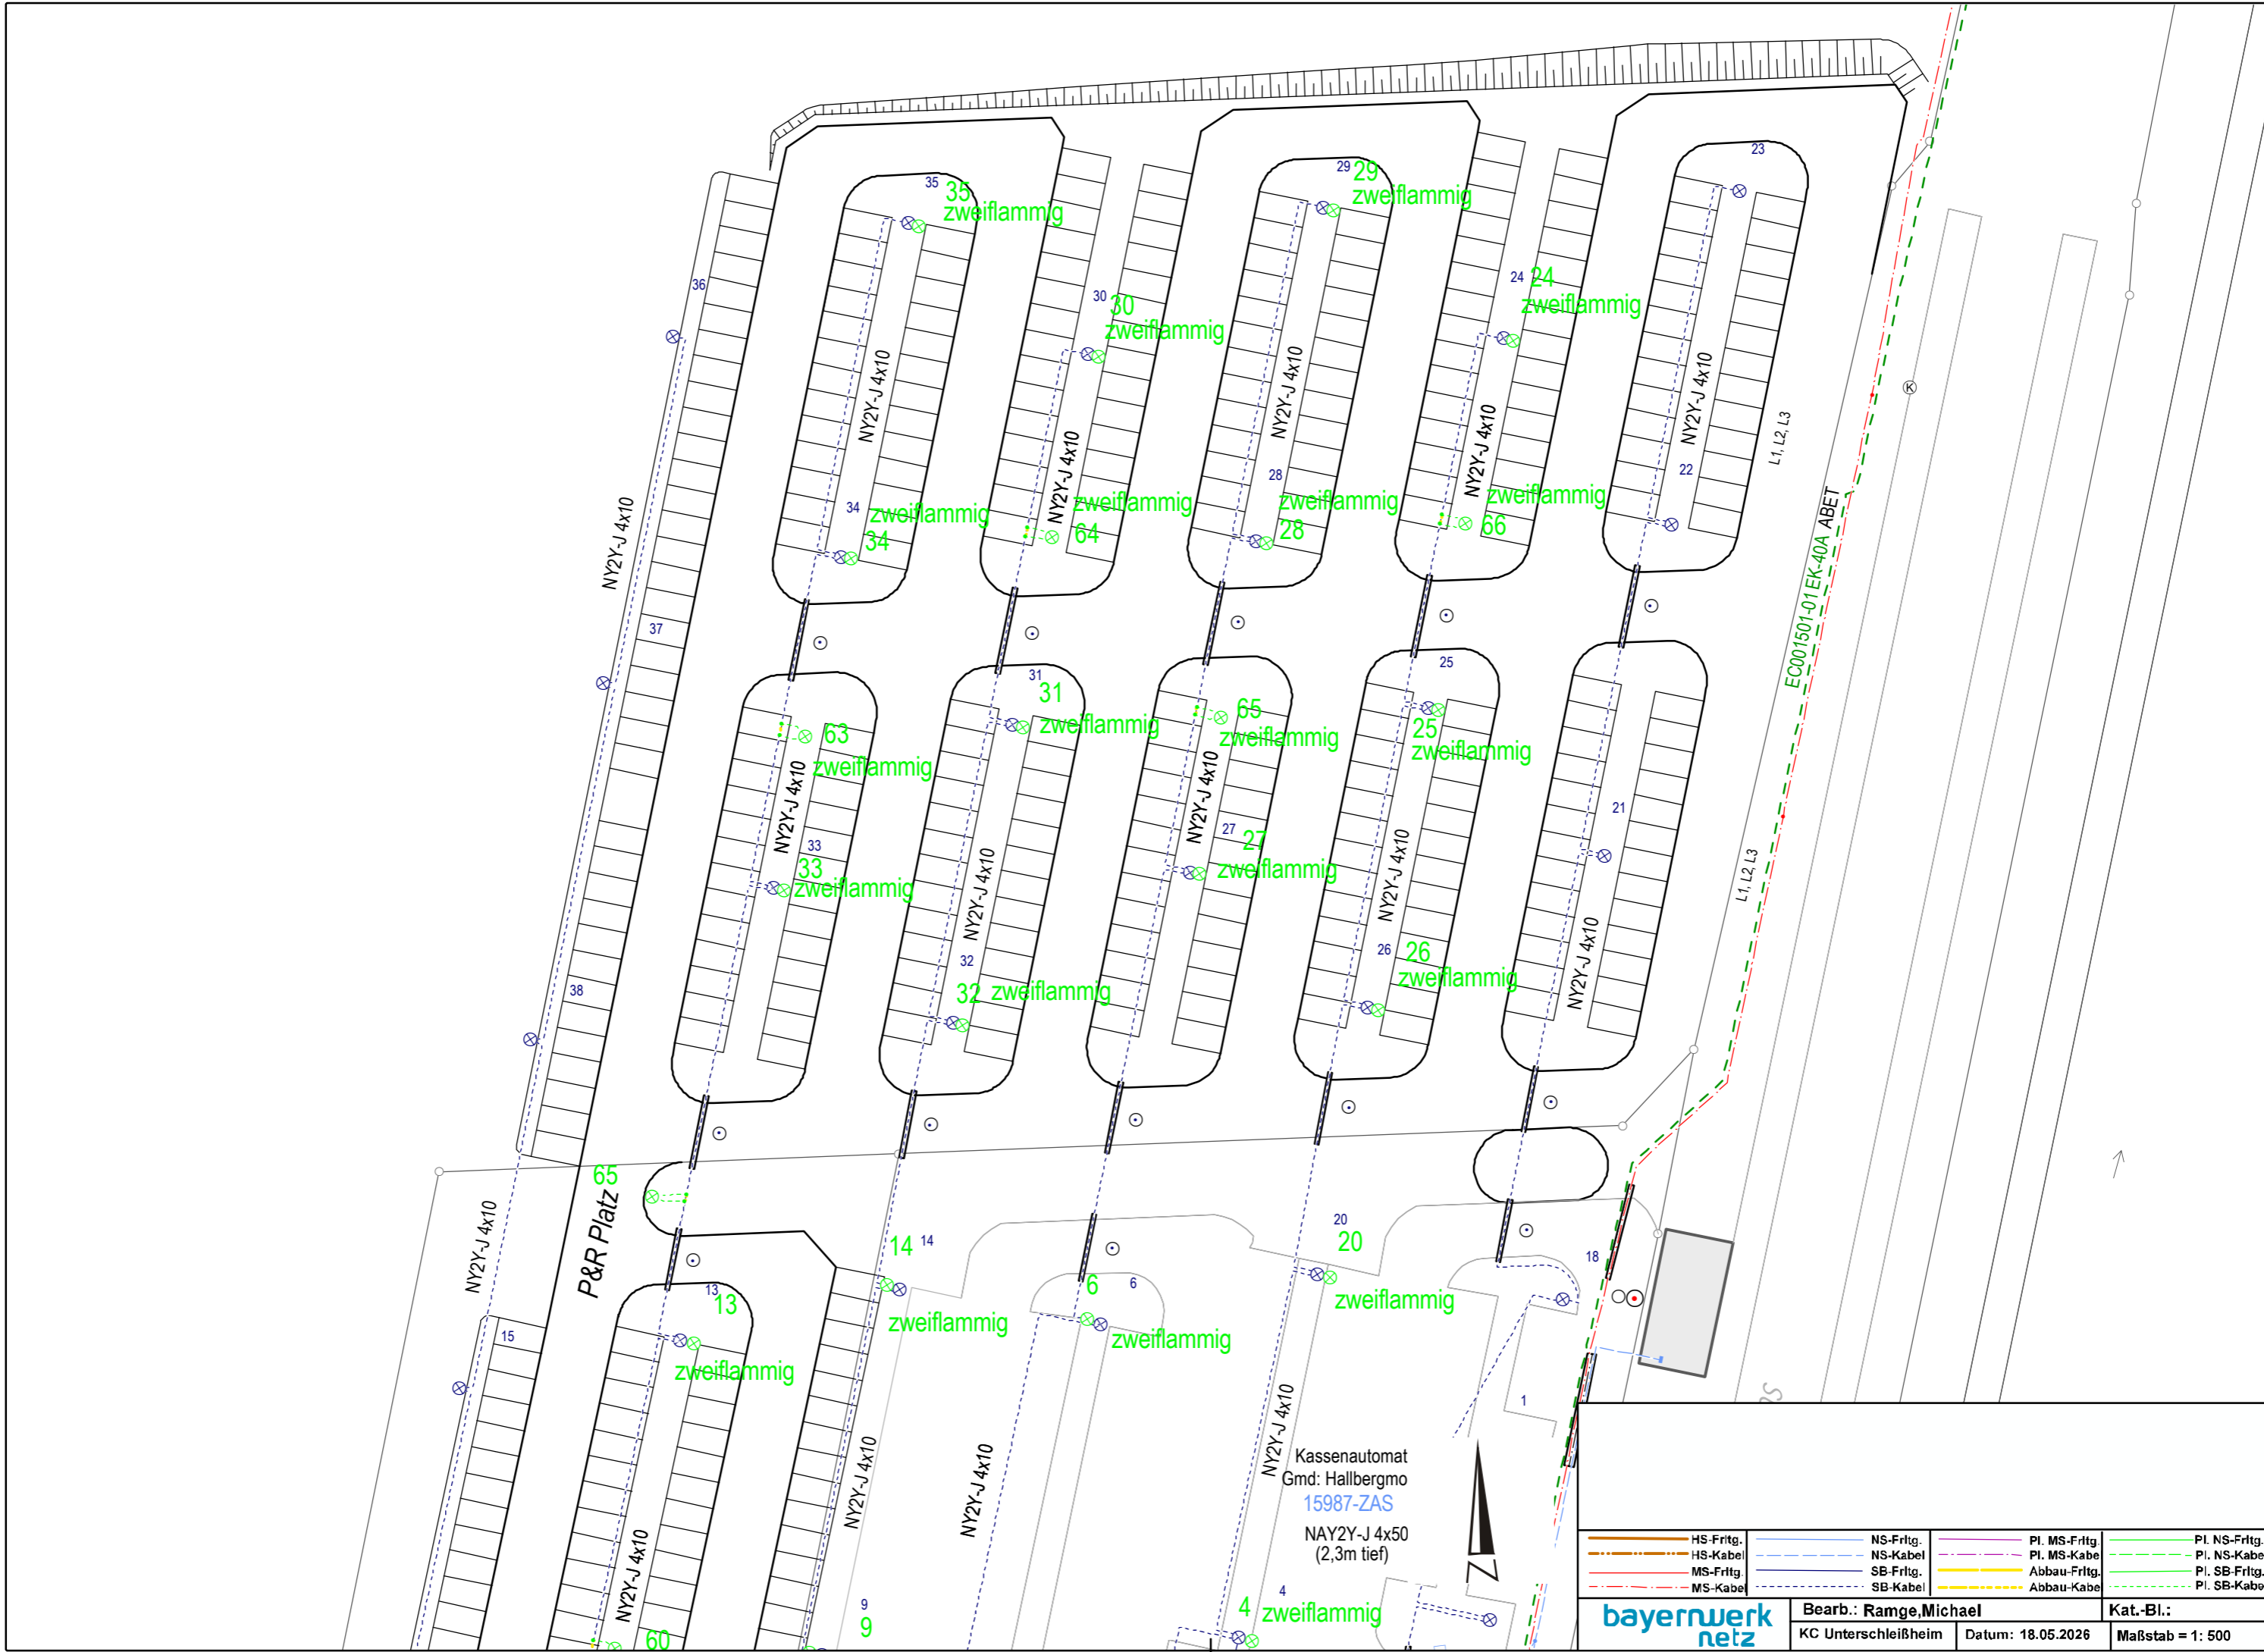 23
29
29
zweiflammig
35
35
zweiflammig
24
24
zweiflammig
36
30
30
zweiflammig
NY2Y-J 4x10
NY2Y-J 4x10
NY2Y-J 4x10
K
L1, L2, L3
NY2Y-J 4x10
NY2Y-J 4x10
22
28
zweiflammig
28
zweiflammig
66
34
zweiflammig
34
zweiflammig
64
NY2Y-J 4x10
EC001501-01 EK-40A ABET
37
31
31
zweiflammig
25
25
zweiflammig
65
zweiflammig
63
zweiflammig
NY2Y-J 4x10
NY2Y-J 4x10
21
33
33
zweiflammig
27
27
zweiflammig
NY2Y-J 4x10
NY2Y-J 4x10
L1, L2, L3
32
32 zweiflammig
26
26
zweiflammig
NY2Y-J 4x10
38
65
P&R Platz
NY2Y-J 4x10
14
14
zweiflammig
6
6
zweiflammig
20
20
zweiflammig
18
13
13
zweiflammig
15
1
NY2Y-J 4x10
NY2Y-J 4x10
NY2Y-J 4x10
NY2Y-J 4x10
Kassenautomat
Gmd: Hallbergmo
15987-ZAS
NAY2Y-J 4x50
(2,3m tief)
N
9
9
60
4
4 zweiflammig
HS-Frltg.
HS-Kabel
MS-Frltg.
MS-Kabel
NS-Frltg.
NS-Kabel
SB-Frltg.
SB-Kabel
Pl. MS-Frltg.
Pl. MS-Kabe
Abbau-Frltg.
Abbau-Kabe
Pl. NS-Frltg.
Pl. NS-Kabe
Pl. SB-Frltg.
Pl. SB-Kabe
bayernwerk
netz
Bearb.: Ramge,Michael
Kat.-Bl.:
KC Unterschleißheim
Datum: 18.05.2026
Maßstab = 1: 500